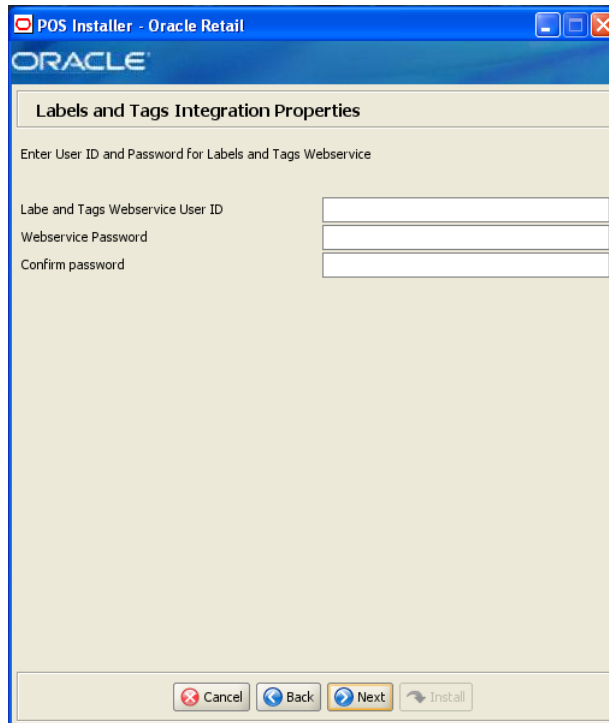 POS Installer - Oracle Retail
ORACLE
Labels and Tags Integration Properties
Enter User ID and Password for Labels and Tags Webservice
Labe and Tags Webservice User ID
Webservice Password
Confirm password
Cancel Back Next Install